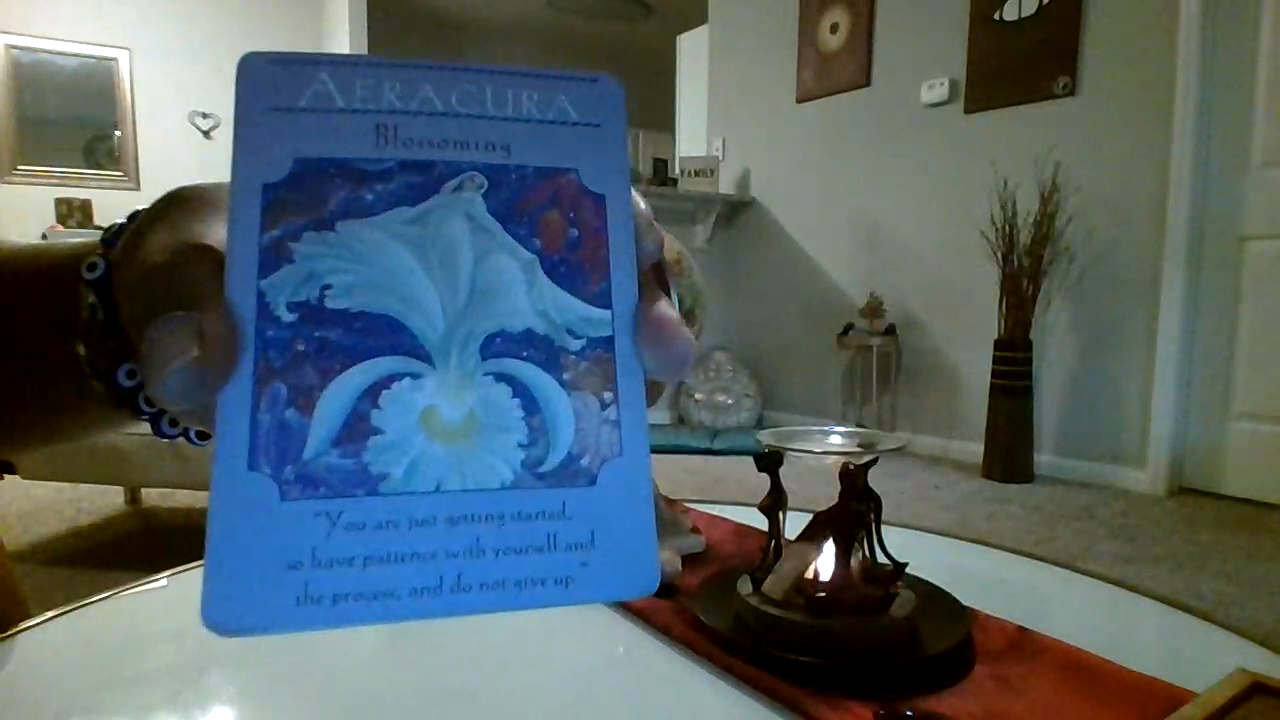 AERACURA
Blossoming
"You are just getting started,
so have patience with yourself and
the process, and do not give up."
FAMILY